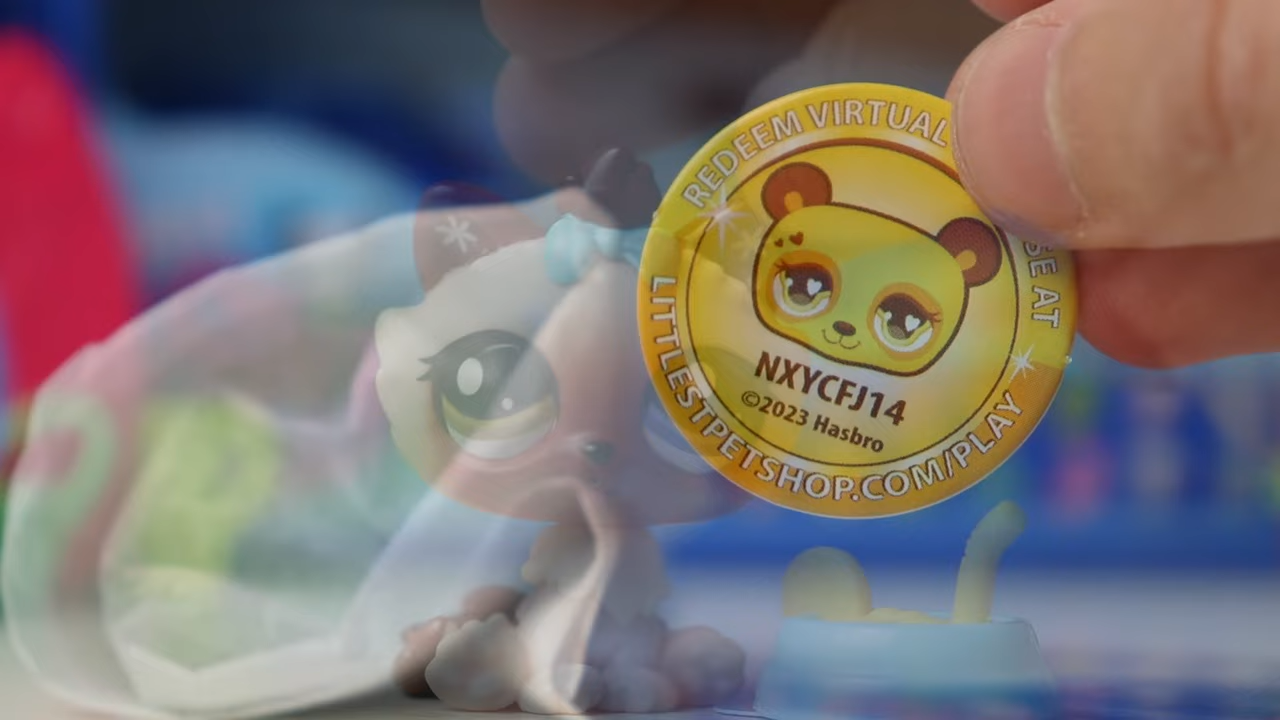 REDEEM VIRTUAL
SE AT
NXYCFJ14
©2023 Hasbro
LITTLESTPETSHOP.COM/PLAY